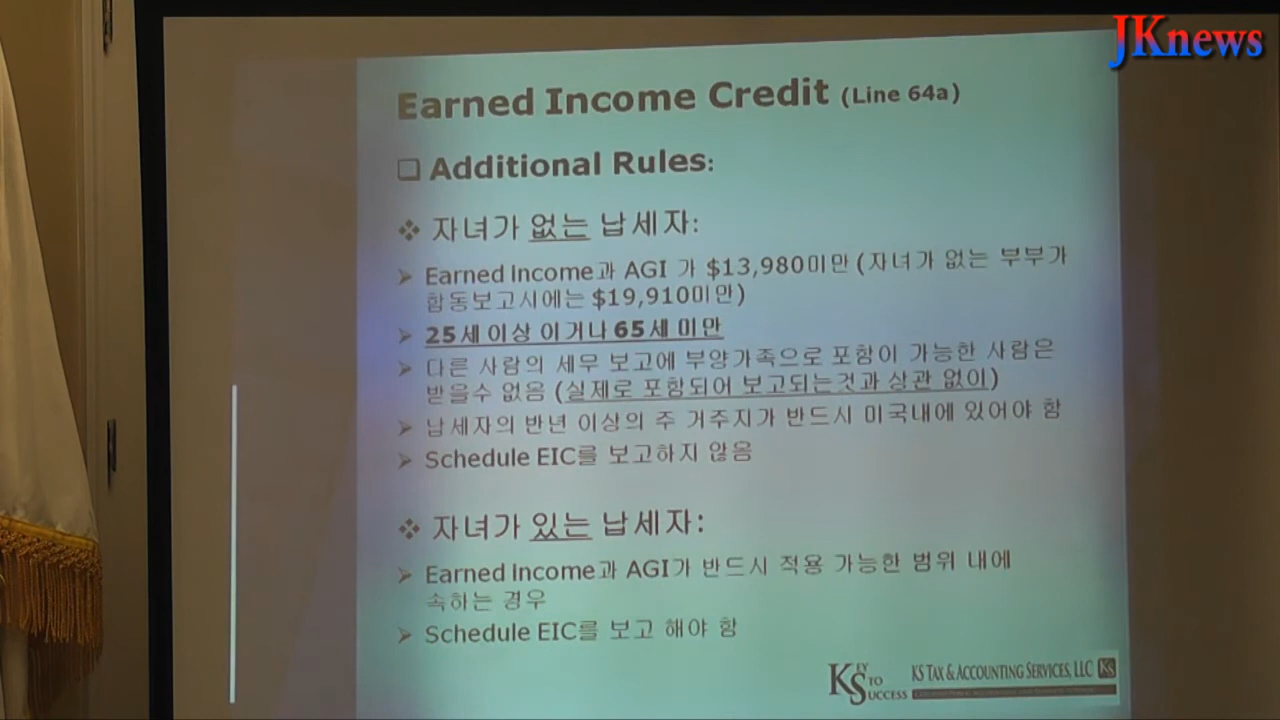 JKnews
Earned Income Credit (Line 64a)
❑ Additional Rules:
❖ 자녀가 없는 납세자:
➢ Earned income과 AGI 가 $13,980미만 (자녀가 없는 부부가
합동보고시에는 $19,910미만)
➢ 25세 이상 이거나 65세 미만
➢ 다른 사람의 세무 보고에 부양가족으로 포함이 가능한 사람은
받을수 없음 (실제로 포함되어 보고되는것과 상관 없이)
➢ 납세자의 반년 이상의 주 거주지가 반드시 미국내에 있어야 함
➢ Schedule EIC를 보고하지 않음
❖ 자녀가 있는 납세자:
➢ Earned income과 AGI가 반드시 적용 가능한 범위 내에
속하는 경우
➢ Schedule EIC를 보고 해야 함
KEY TO SUCCESS
KS TAX & ACCOUNTING SERVICES, LLC KS